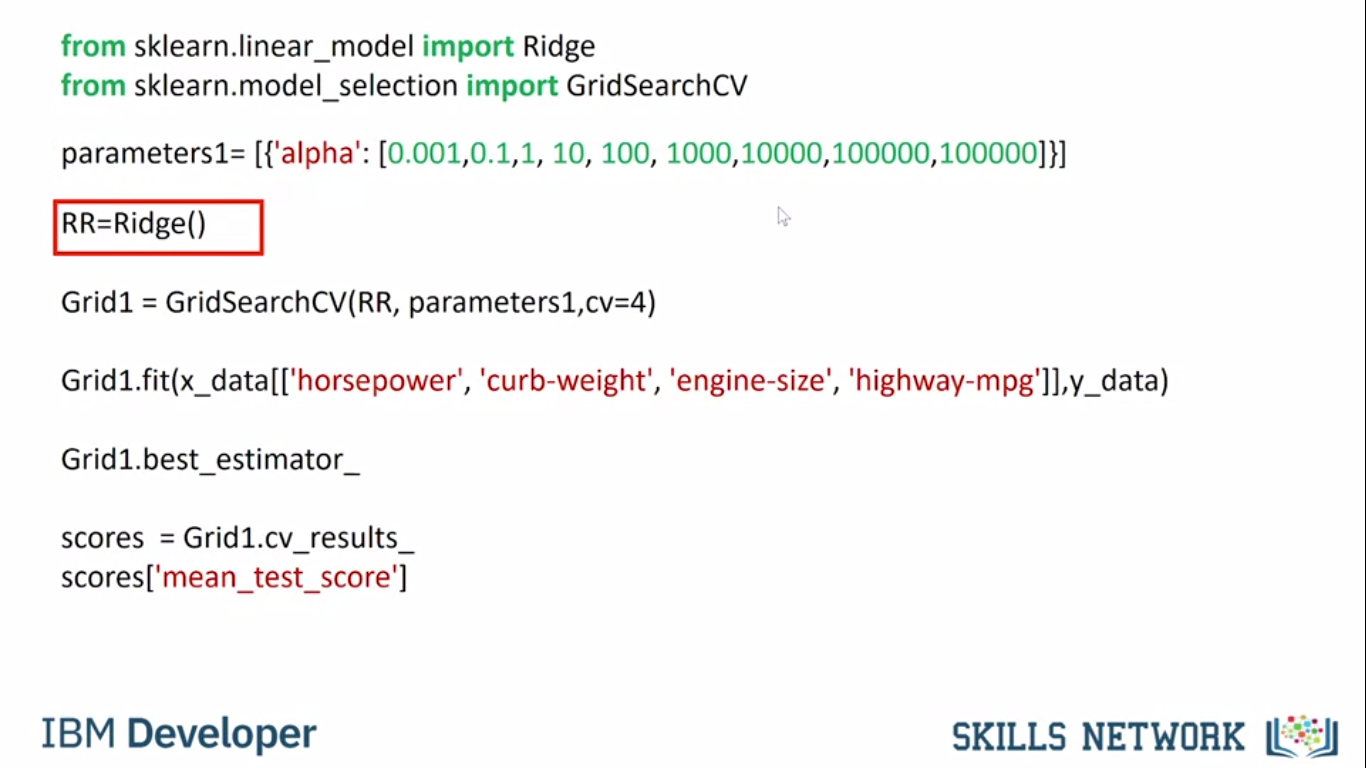 from sklearn.linear_model import Ridge
from sklearn.model_selection import GridSearchCV
parameters1= [{'alpha': [0.001,0.1,1, 10, 100, 1000,10000,100000,100000]}]
RR=Ridge()
Grid1 = GridSearchCV(RR, parameters1,cv=4)
Grid1.fit(x_data[['horsepower', 'curb-weight', 'engine-size', 'highway-mpg']],y_data)
Grid1.best_estimator_
scores  = Grid1.cv_results_
scores['mean_test_score']
IBM Developer
SKILLS NETWORK